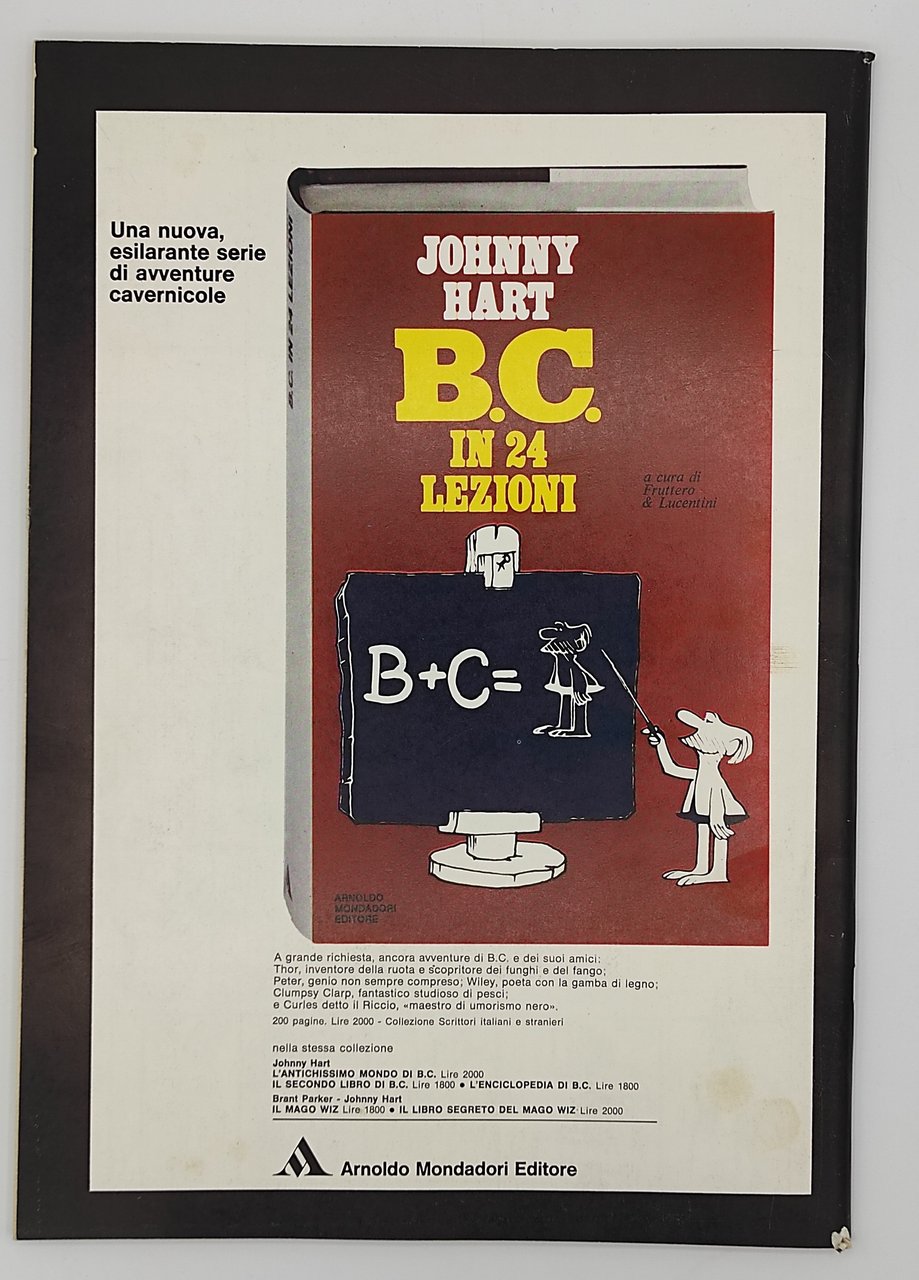 Una nuova,
esilarante serie
di avventure
cavernicole
B.C. IN 24 LEZIONI
JOHNNY
HART
B.C.
IN 24
LEZIONI
a cura di
Fruttero
& Lucentini
B+C=
ARNOLDO
MONDADORI
EDITORE
A grande richiesta, ancora avventure di B.C. e dei suoi amici:
Thor, inventore della ruota e scopritore dei funghi e del fango;
Peter, genio non sempre compreso; Wiley, poeta con la gamba di legno;
Clumpsy Clarp, fantastico studioso di pesci;
e Curles detto il Riccio, «maestro di umorismo nero».
200 pagine. Lire 2000 - Collezione Scrittori italiani e stranieri
nella stessa collezione
Johnny Hart
L'ANTICHISSIMO MONDO DI B.C. Lire 2000
IL SECONDO LIBRO DI B.C. Lire 1800 • L'ENCICLOPEDIA DI B.C. Lire 1800
Brant Parker - Johnny Hart
IL MAGO WIZ Lire 1800 • IL LIBRO SEGRETO DEL MAGO WIZ Lire 2000
Arnoldo Mondadori Editore